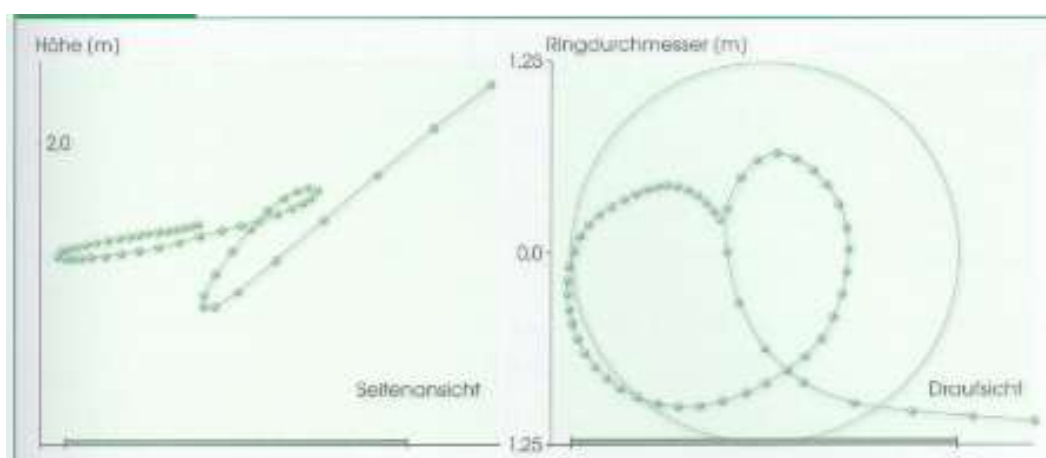 Höhe (m)
2,0
Seitenansicht
Ringdurchmesser (m)
1,25
0,0
1,25
Draufsicht